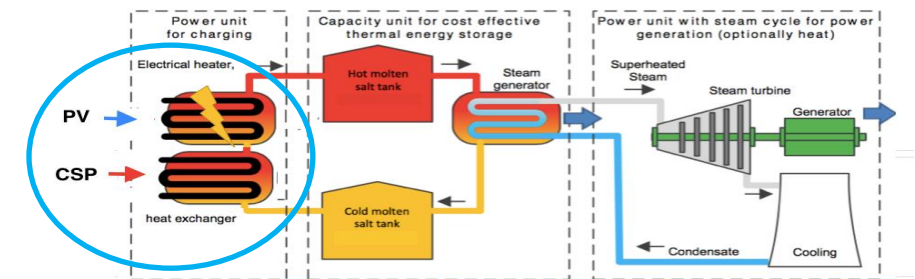 Power unit
for charging
Capacity unit for cost effective
thermal energy storage
Power unit with steam cycle for power
generation (optionally heat)
Electrical heater,
PV
CSP
heat exchanger
Hot molten
salt tank
Cold molten
salt tank
Steam
generator
Superheated
Steam
Steam turbine
Generator
Condensate
Cooling